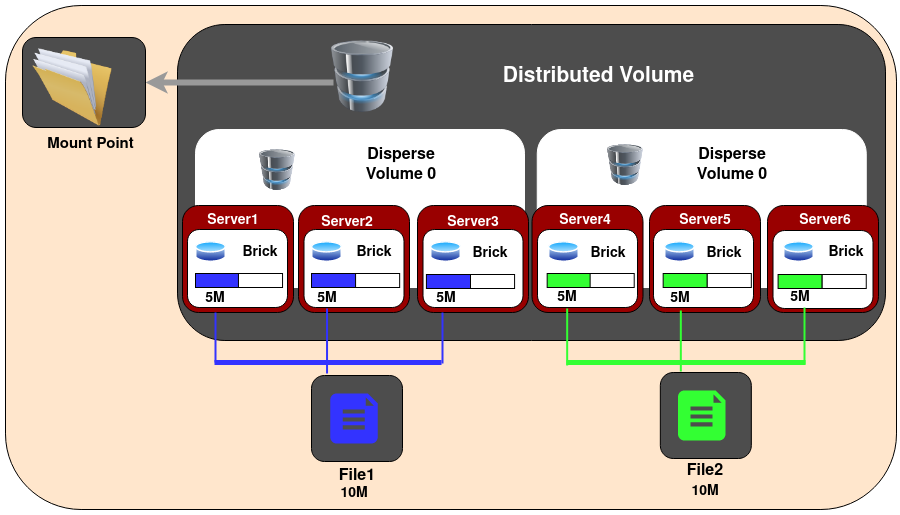 Distributed Volume
Mount Point
Disperse
Volume 0
Disperse
Volume 0
Server1
Server2
Server3
Server4
Server5
Server6
Brick
Brick
Brick
Brick
Brick
Brick
5M
5M
5M
5M
5M
5M
File1
10M
File2
10M